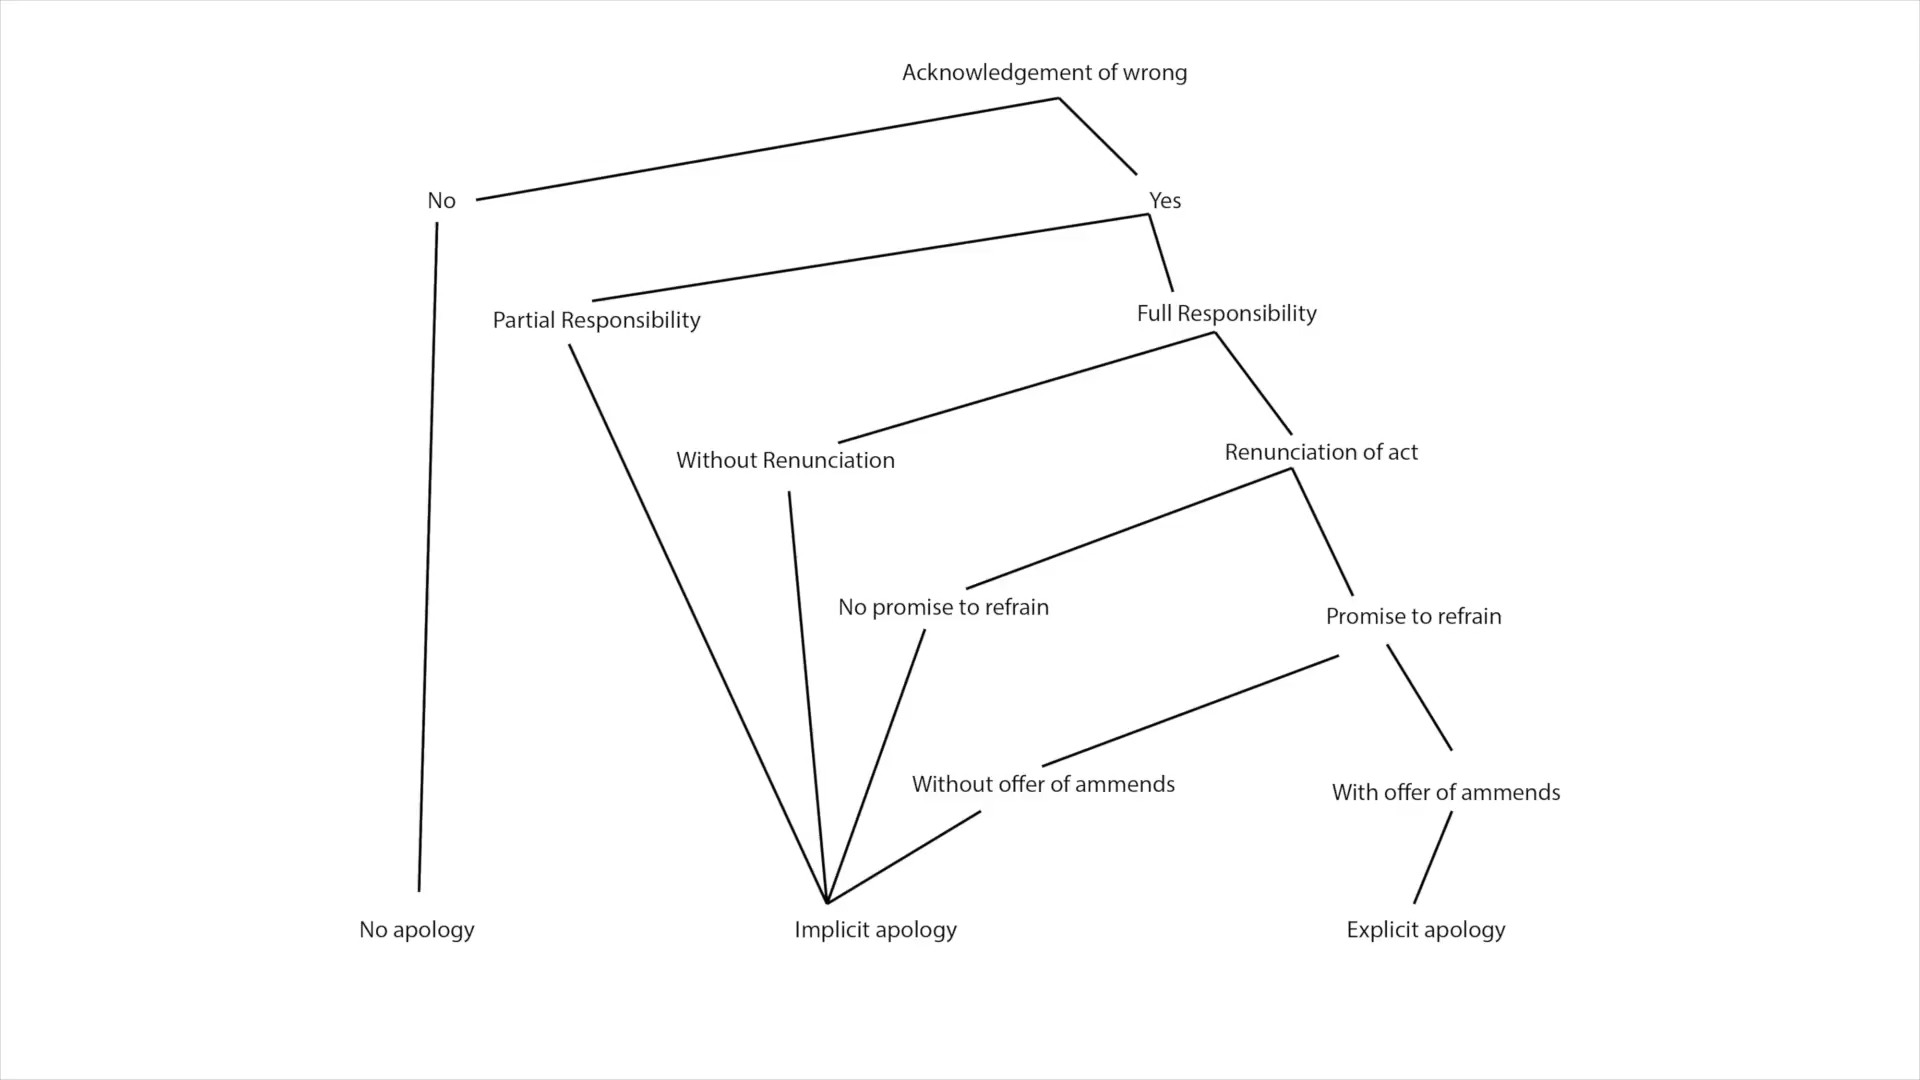 Acknowledgement of wrong
No
Yes
Partial Responsibility
Full Responsibility
Without Renunciation
Renunciation of act
No promise to refrain
Promise to refrain
Without offer of ammends
With offer of ammends
No apology
Implicit apology
Explicit apology